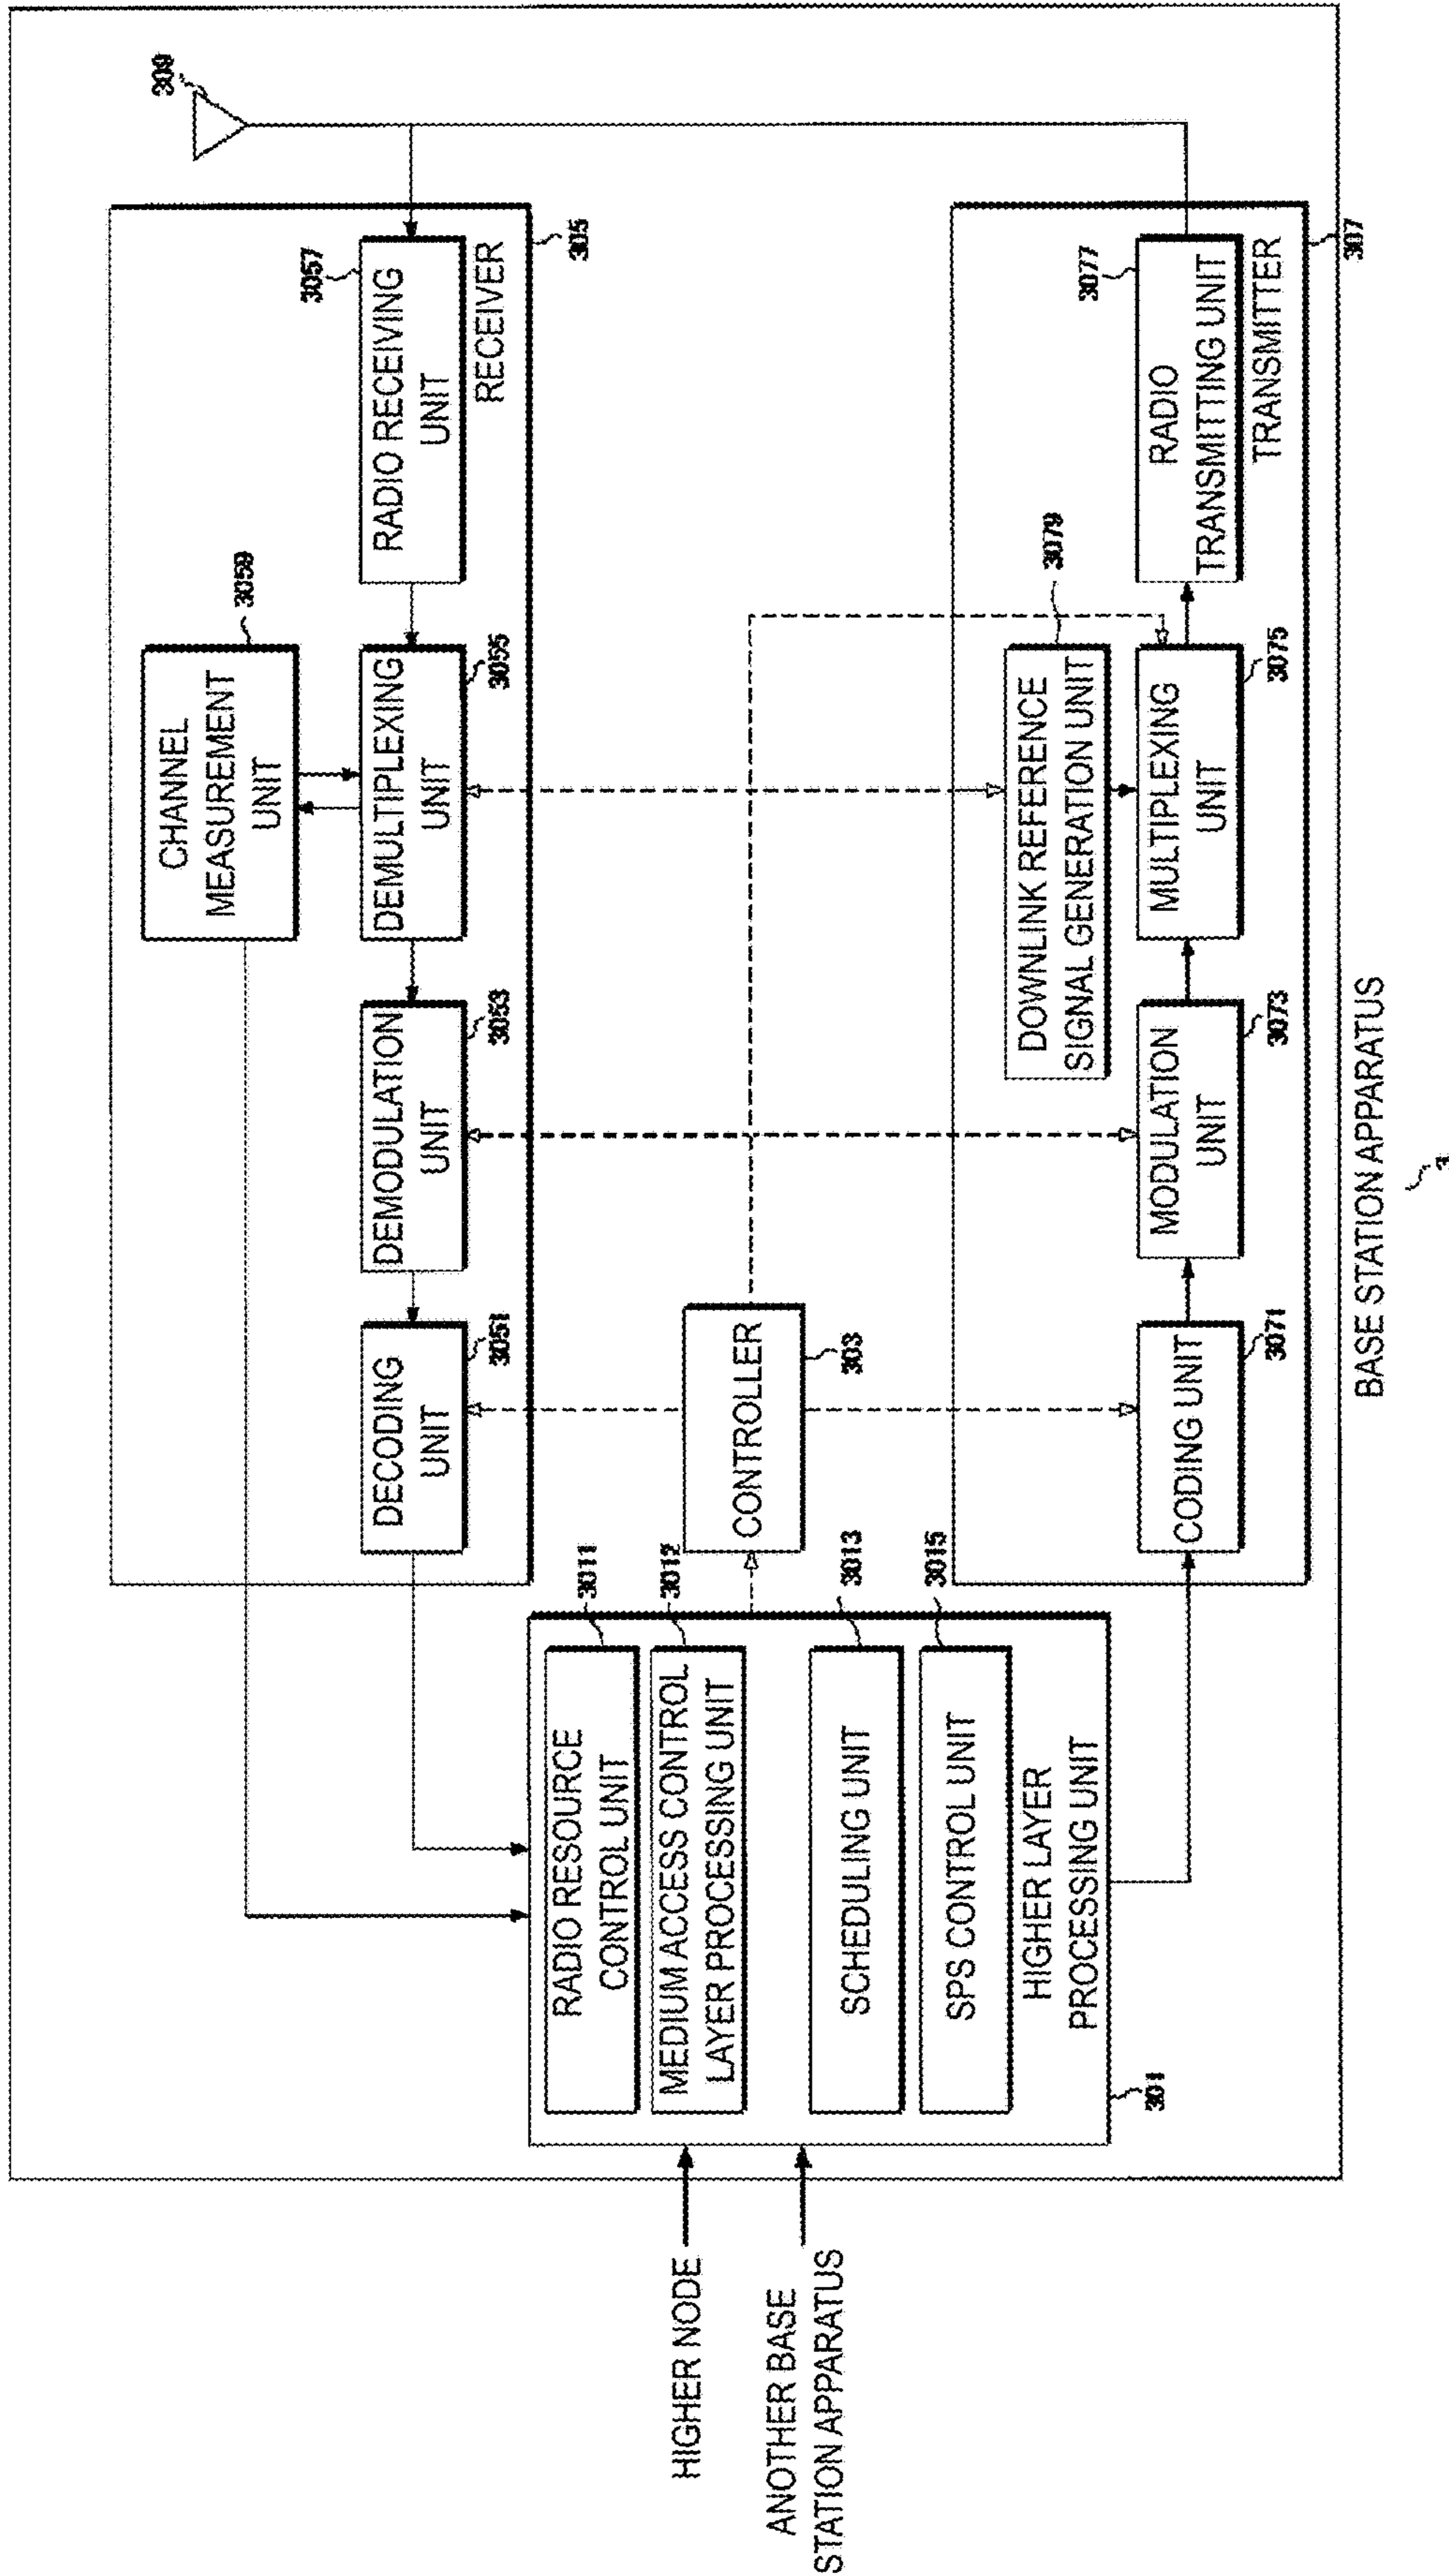 309
3057
RADIO RECEIVING
UNIT
RECEIVER
305
3059
CHANNEL
MEASUREMENT
UNIT
DEMULTIPLEXING
UNIT
3055
DEMODULATION
UNIT
3053
DECODING
UNIT
3051
CONTROLLER
303
3077
RADIO
TRANSMITTING UNIT
TRANSMITTER
307
3079
DOWNLINK REFERENCE
SIGNAL GENERATION UNIT
MULTIPLEXING
UNIT
3075
MODULATION
UNIT
3073
CODING UNIT
3071
3011
RADIO RESOURCE
CONTROL UNIT
3012
MEDIUM ACCESS CONTROL
LAYER PROCESSING UNIT
3013
SCHEDULING UNIT
3015
SPS CONTROL UNIT
HIGHER LAYER
PROCESSING UNIT
301
HIGHER NODE
ANOTHER BASE
STATION APPARATUS
BASE STATION APPARATUS
3